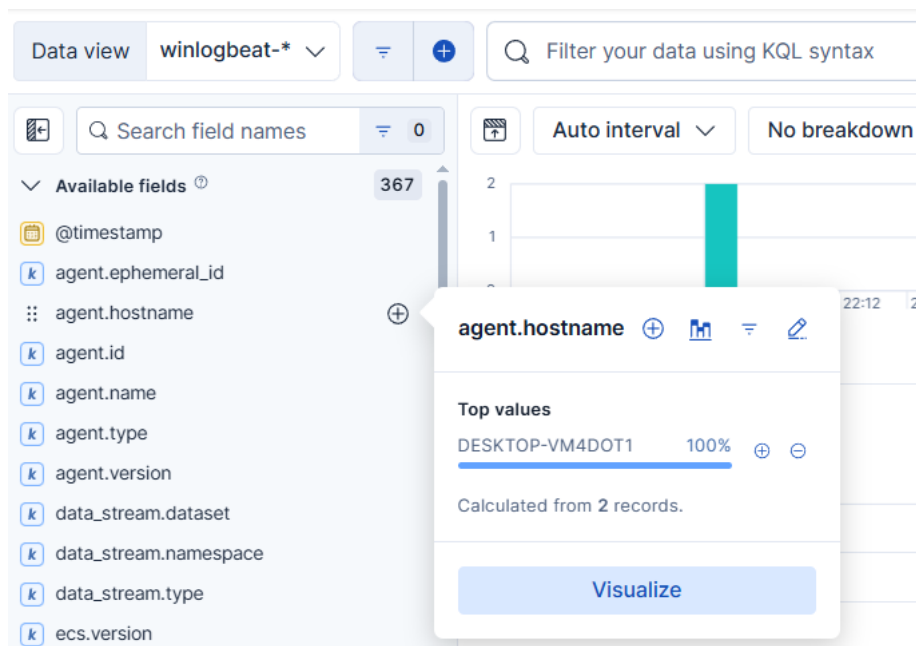 Data view winlogbeat-* Filter your data using KQL syntax
Search field names 0
Auto interval No breakdown
Available fields 367
@timestamp
k agent.ephemeral_id
agent.hostname
k agent.id
k agent.name
k agent.type
k agent.version
k data_stream.dataset
k data_stream.namespace
k data_stream.type
k ecs.version
2
1
22:12
agent.hostname
Top values
DESKTOP-VM4DOT1 100%
Calculated from 2 records.
Visualize